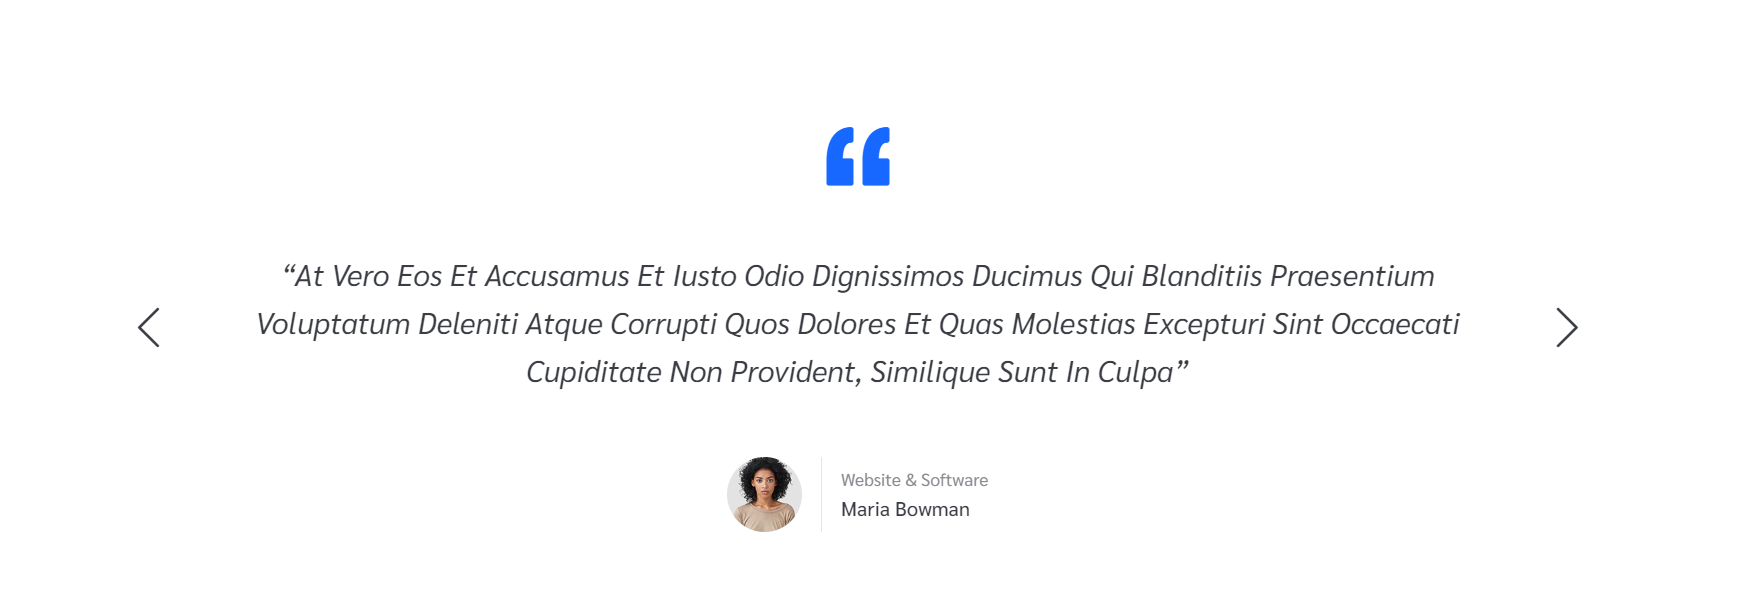 “At Vero Eos Et Accusamus Et Iusto Odio Dignissimos Ducimus Qui Blanditiis Praesentium
Voluptatum Deleniti Atque Corrupti Quos Dolores Et Quas Molestias Excepturi Sint Occaecati
Cupiditate Non Provident, Similique Sunt In Culpa”
Website & Software
Maria Bowman